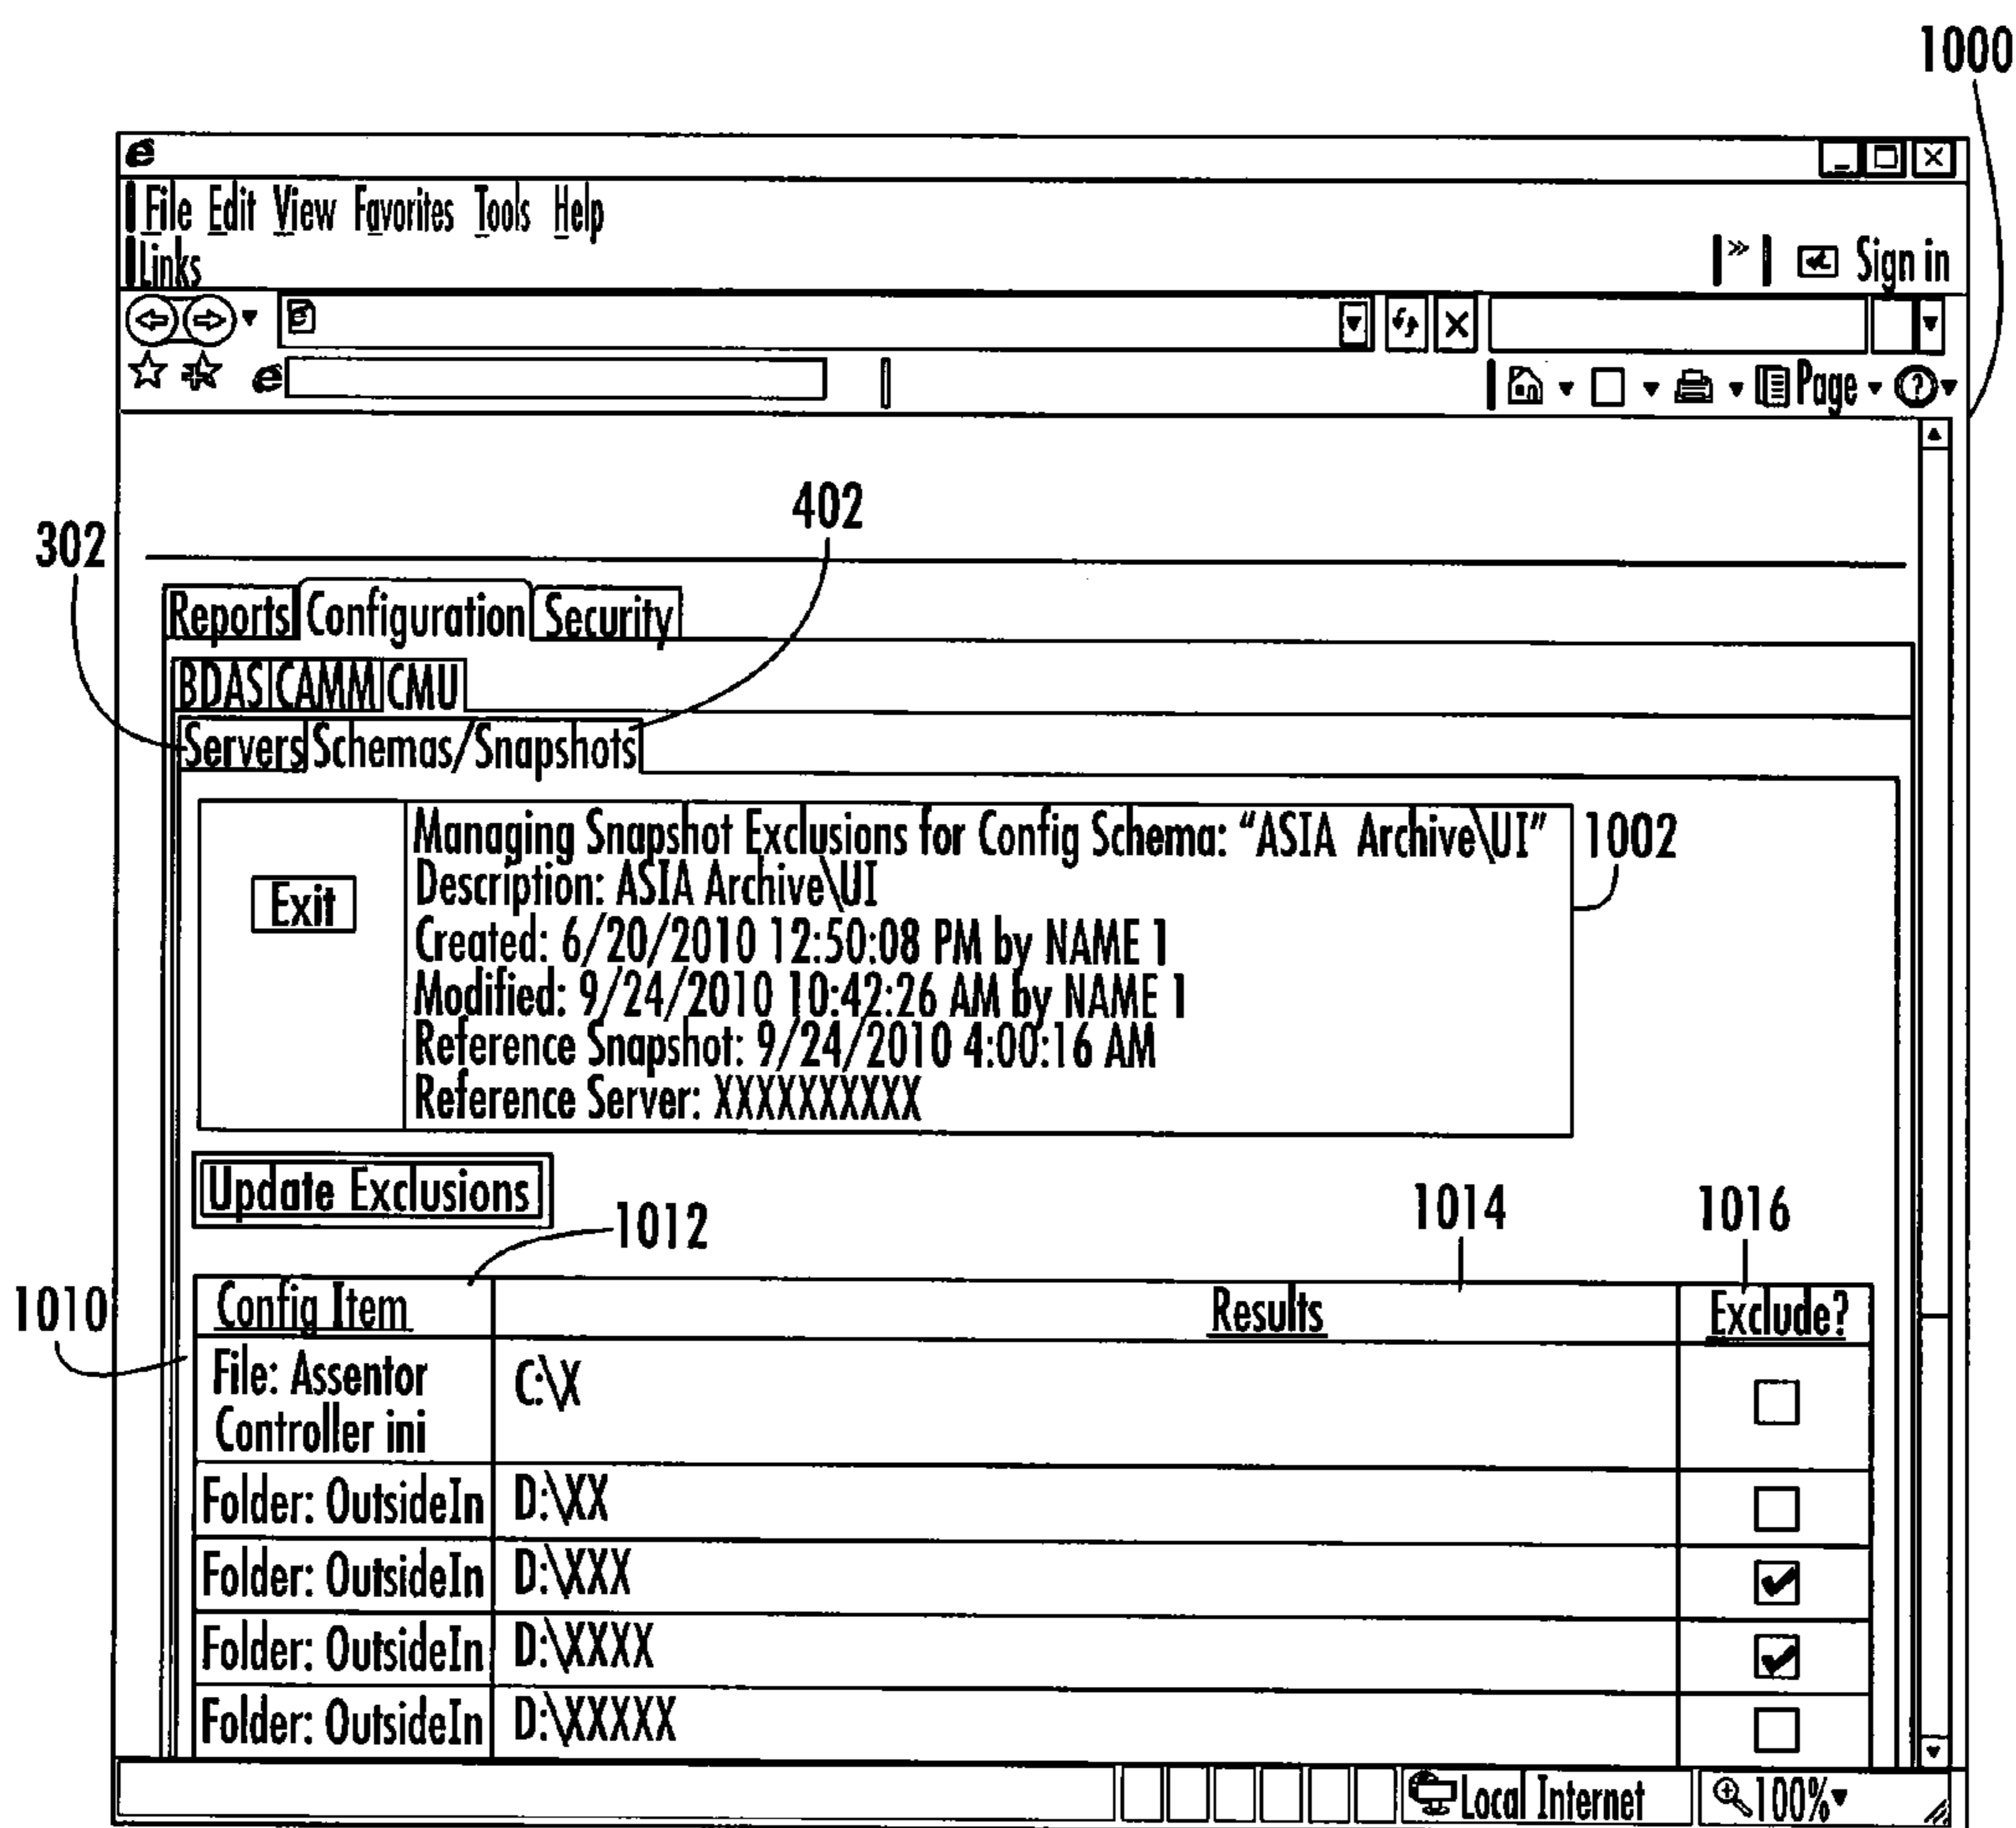 1000
File Edit View Favorites Tools Help
Links
» Sign in
Page
402
302
Reports Configuration Security
BDAS CAMM CMU
Servers Schemas/Snapshots
Managing Snapshot Exclusions for Config Schema: “ASIA Archive\UI”
1002
Exit
Description: ASIA Archive\UI
Created: 6/20/2010 12:50:08 PM by NAME 1
Modified: 9/24/2010 10:42:26 AM by NAME 1
Reference Snapshot: 9/24/2010 4:00:16 AM
Reference Server: XXXXXXXXXX
Update Exclusions
1012
1014
1016
1010
Config Item Results Exclude?
File: Assentor C:\X
Controller ini
Folder: OutsideIn D:\XX
Folder: OutsideIn D:\XXX
Folder: OutsideIn D:\XXXX
Folder: OutsideIn D:\XXXXX
Local Internet 100%